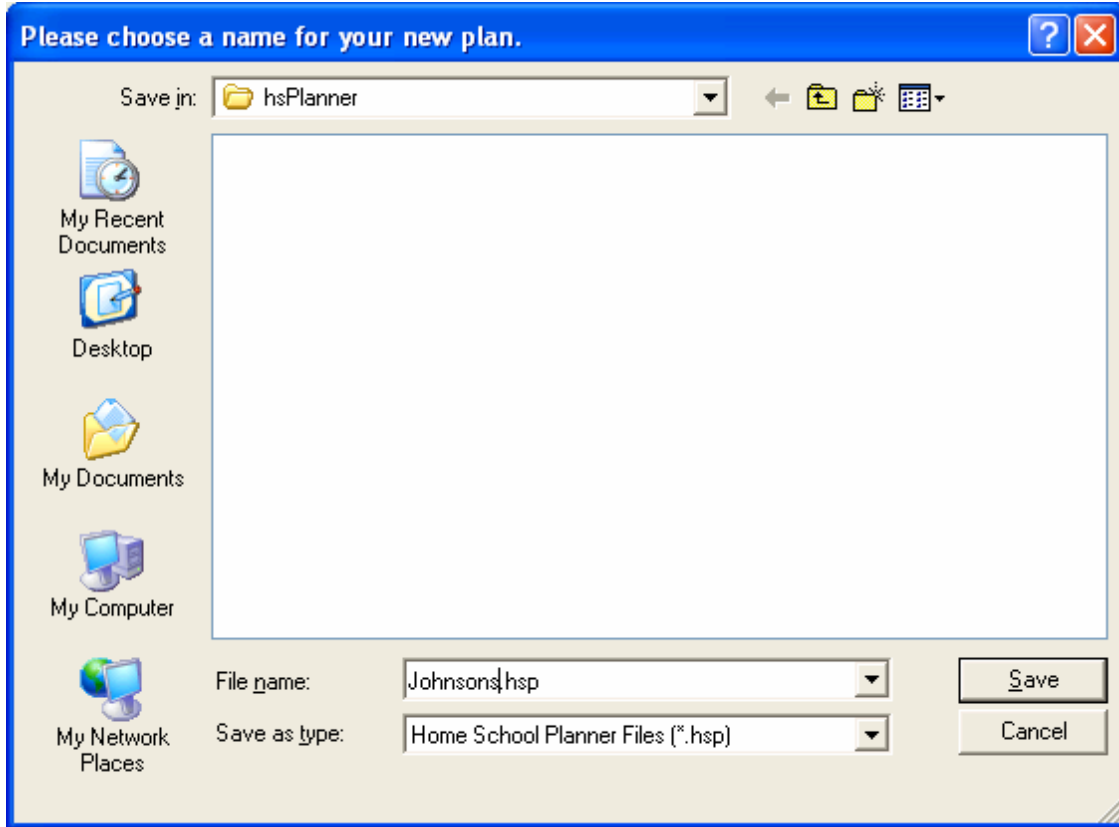 Please choose a name for your new plan.
Save in:
hsPlanner
My Recent
Documents
Desktop
My Documents
My Computer
My Network
Places
File name:
Johnsons.hsp
Save
Save as type:
Home School Planner Files (*.hsp)
Cancel